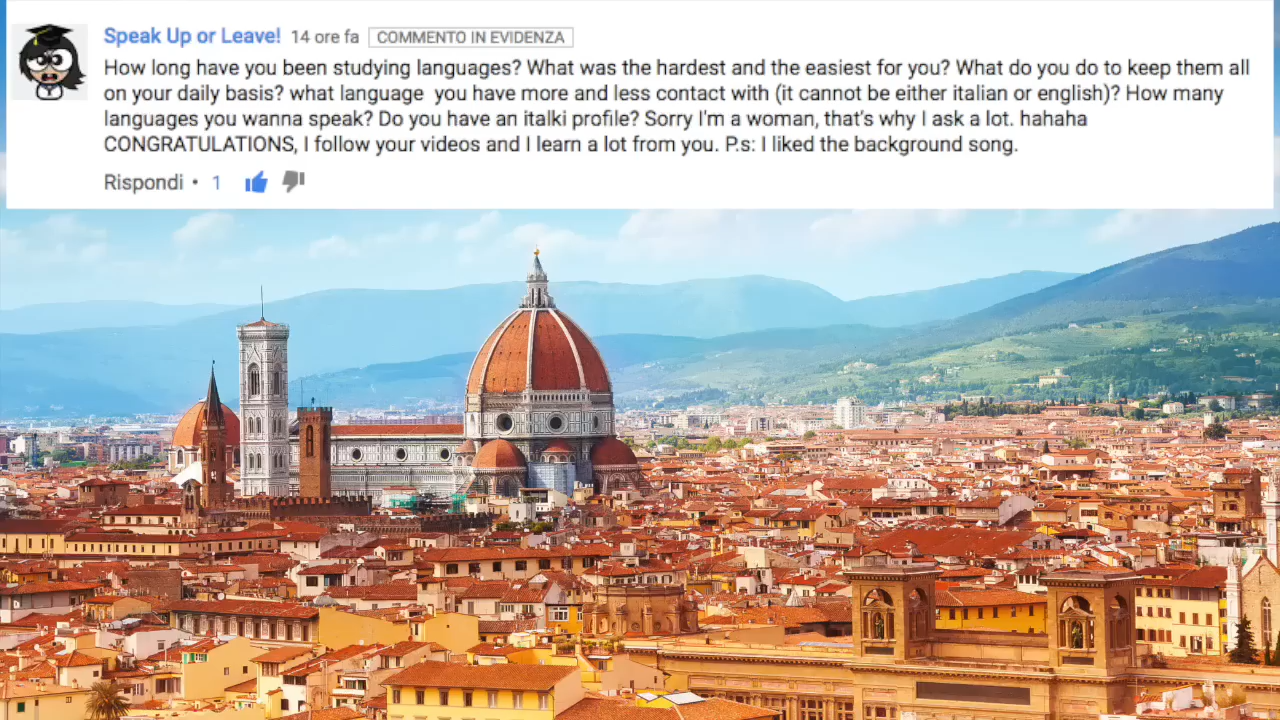 Speak Up or Leave! 14 ore fa COMMENTO IN EVIDENZA
How long have you been studying languages? What was the hardest and the easiest for you? What do you do to keep them all
on your daily basis? what language you have more and less contact with (it cannot be either italian or english)? How many
languages you wanna speak? Do you have an italki profile? Sorry I'm a woman, that's why I ask a lot. hahaha
CONGRATULATIONS, I follow your videos and I learn a lot from you. P.s: I liked the background song.
Rispondi • 1